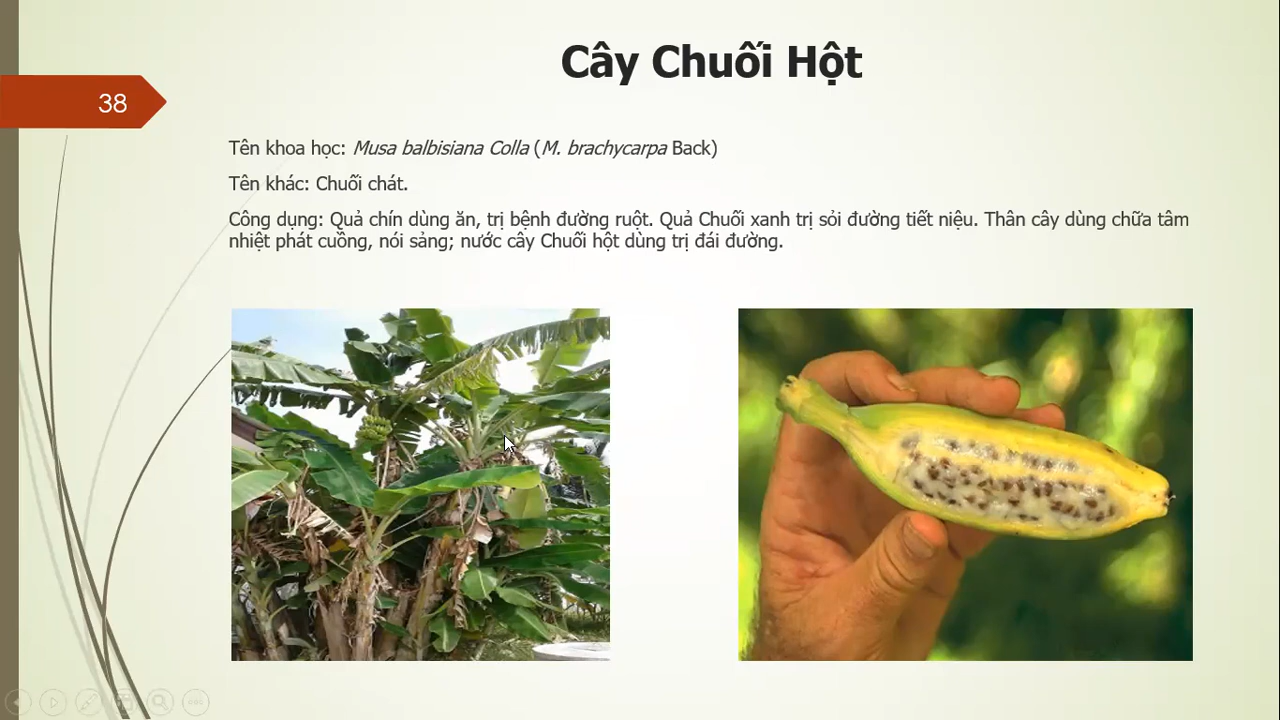 Cây Chuối Hột
38
Tên khoa học: Musa balbisiana Colla (M. brachycarpa Back)
Tên khác: Chuối chát.
Công dụng: Quả chín dùng ăn, trị bệnh đường ruột. Quả Chuối xanh trị sỏi đường tiết niệu. Thân cây dùng chữa tâm
nhiệt phát cuồng, nói sảng; nước cây Chuối hột dùng trị đái đường.